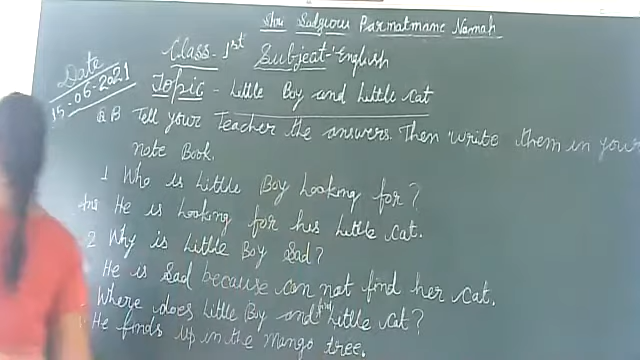 Shri Sadguru Parmatmane Namah
Class - 1st Subject - English
Date
15-06-2021
Topic - Little Boy and Little Cat
Q B Tell your Teacher the answers. Then write them in your
note Book.
1 Who is Little Boy Looking for?
Ans He is Looking for his Little Cat.
2 Why is Little Boy Sad?
He is Sad because can not find her cat.
Where does Little Boy and find Little Cat?
He finds up in the mango tree.